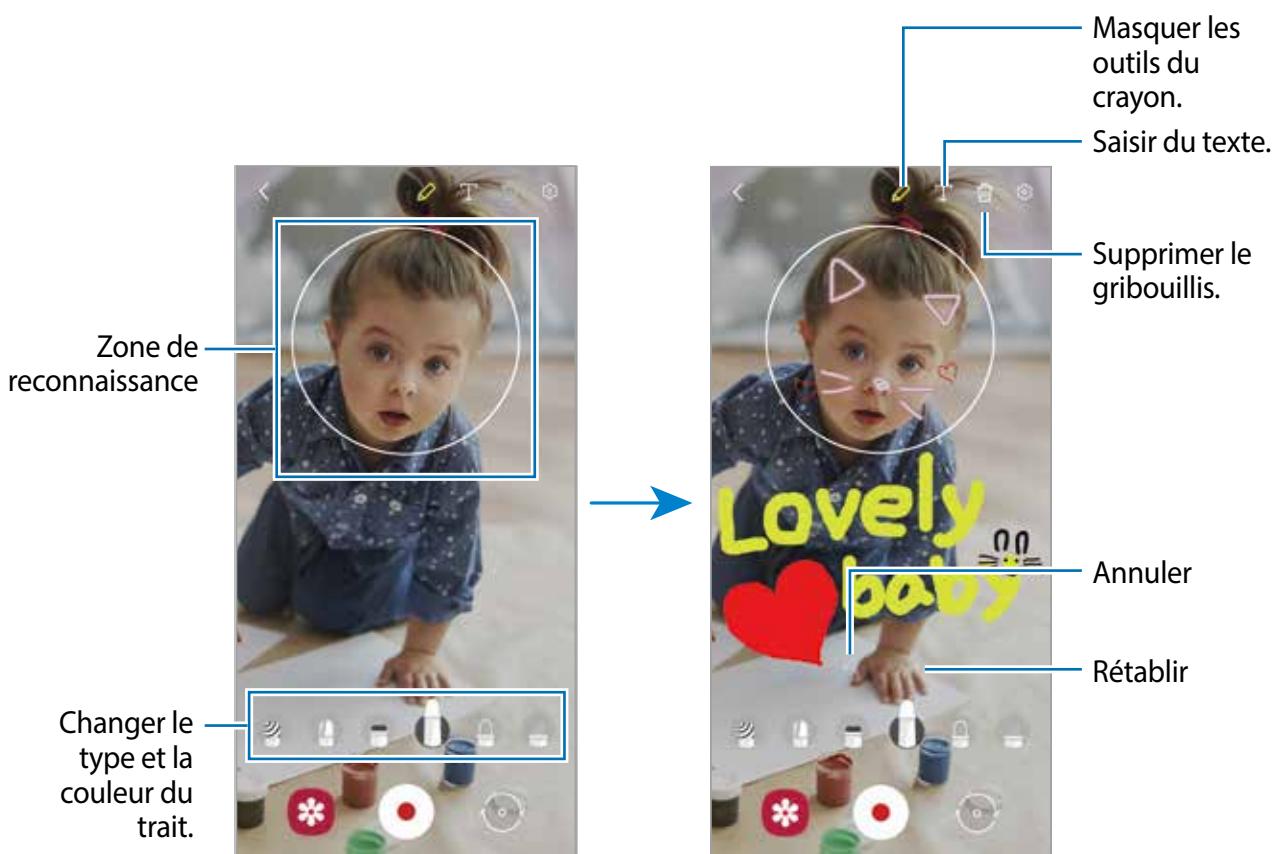 Masquer les
outils du
crayon.
Saisir du texte.
Supprimer le
gribouillis.
Zone de
reconnaissance
Lovely
baby
Annuler
Rétablir
Changer le
type et la
couleur du
trait.